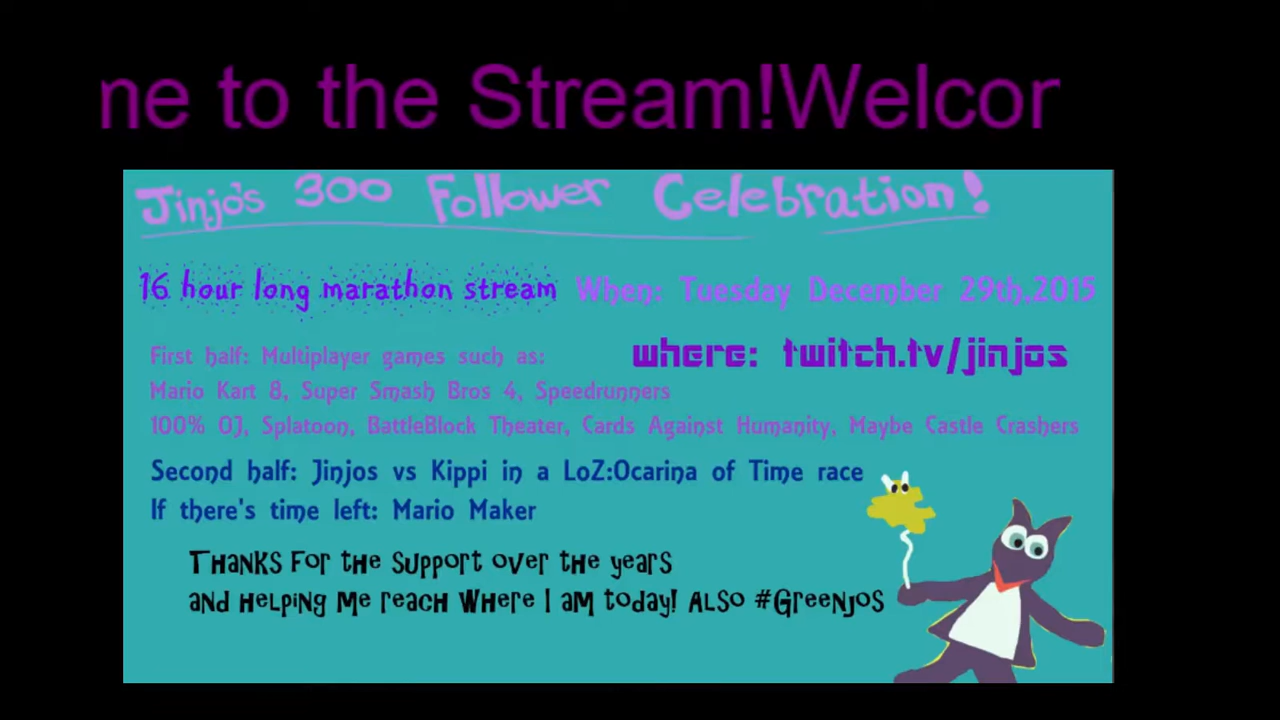 ne to the Stream!Welcor
Jinjo's 300 Follower Celebration!
16 hour long marathon stream When: Tuesday December 29th.2015
First half: Multiplayer games such as: where: twitch.tv/jinjos
Mario Kart 8, Super Smash Bros 4, Speedrunners
100% OJ, Splatoon, BattleBlock Theater, Cards Against Humanity, Maybe Castle Crashers
Second half: Jinjos vs Kippi in a LoZ:Ocarina of Time race
If there's time left: Mario Maker
Thanks for the support over the years
and helping me reach where I am today! Also #Greenjos